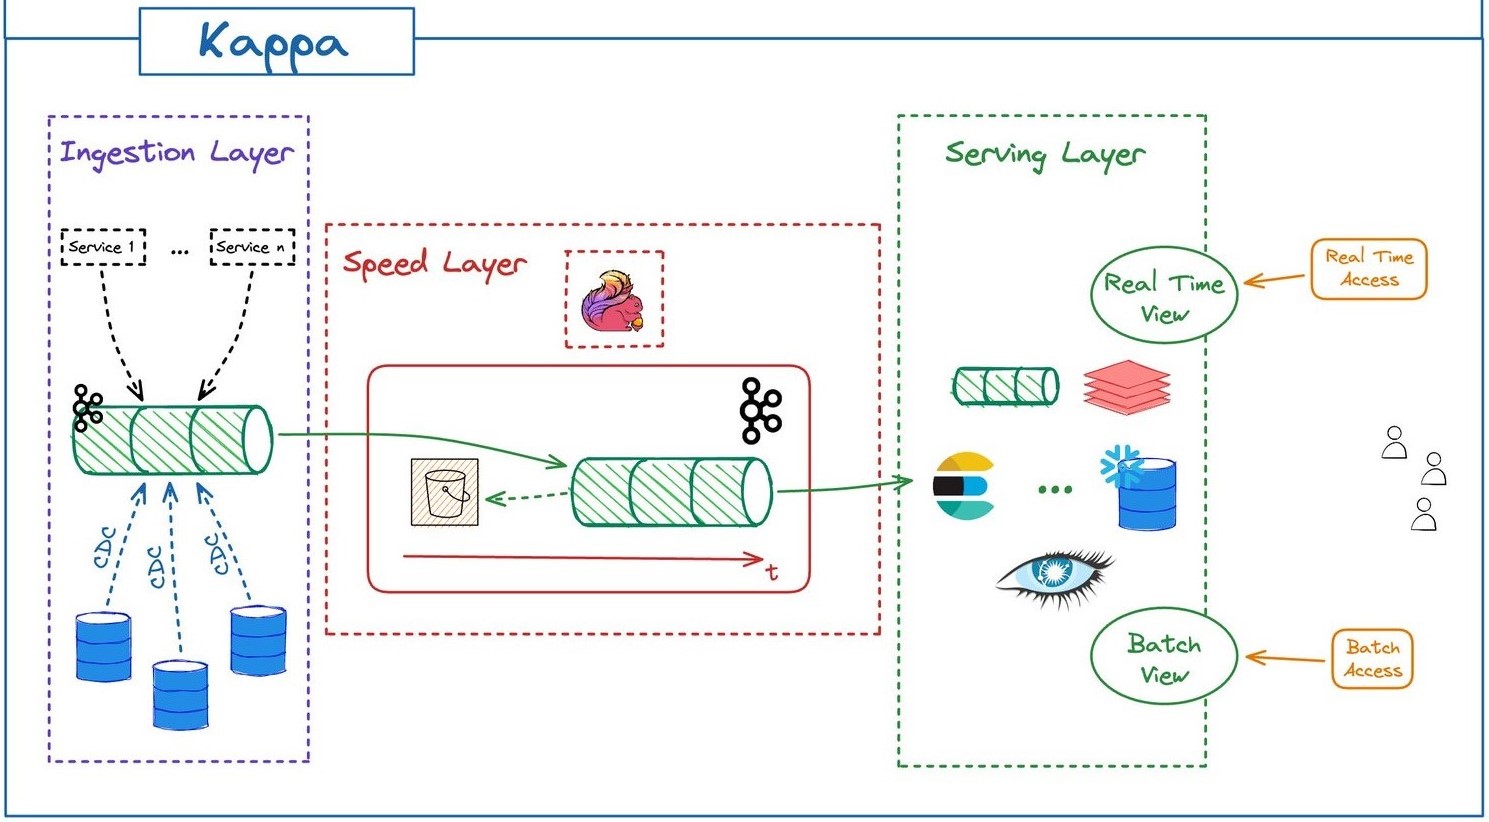 Kappa
Ingestion Layer
Service 1
...
Service n
CDC
CDC
CDC
Speed Layer
t
Serving Layer
Real Time
View
...
Batch
View
Real Time
Access
Batch
Access